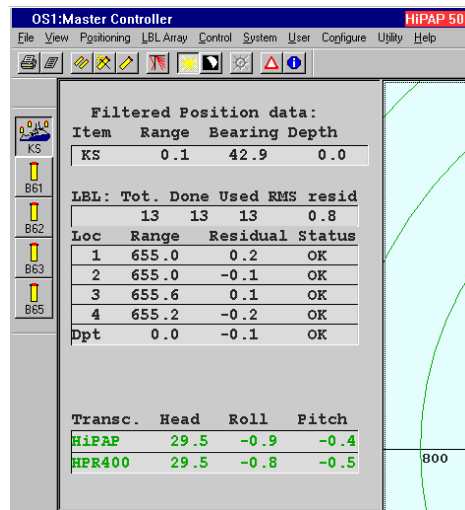 OS1:Master Controller HiPAP 50
File View Positioning LBL Array Control System User Configure Utility Help
Filtered Position data:
Item Range Bearing Depth
KS 0.1 42.9 0.0
KS
B61
B62
B63
B65
LBL: Tot. Done Used RMS resid
13 13 13 0.8
Loc Range Residual Status
1 655.0 0.2 OK
2 655.0 -0.1 OK
3 655.6 0.1 OK
4 655.2 -0.2 OK
Dpt 0.0 -0.1 OK
Transc. Head Roll Pitch
HiPAP 29.5 -0.9 -0.4
HPR400 29.5 -0.8 -0.5
800